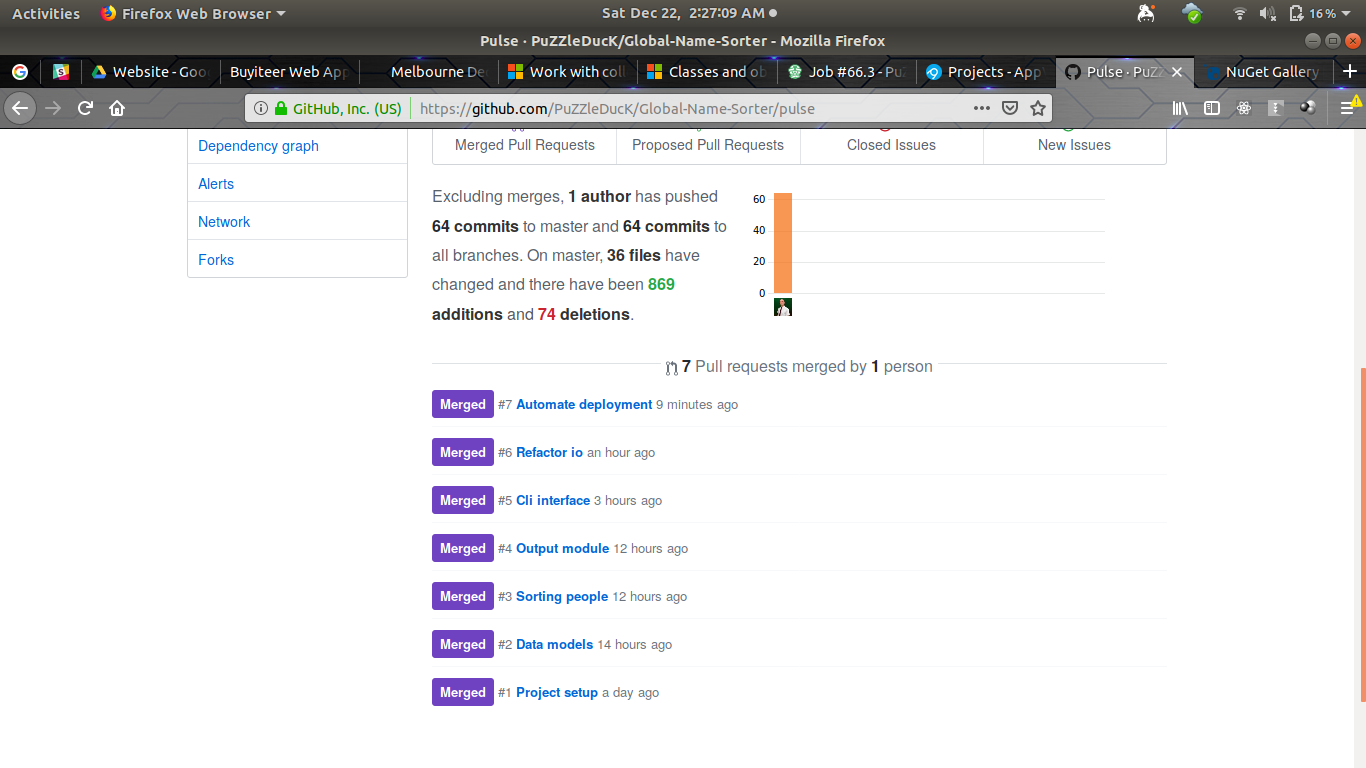 Activities Firefox Web Browser Sat Dec 22, 2:27:09 AM 16%
Pulse · PuZZleDucK/Global-Name-Sorter - Mozilla Firefox
Website - Goo Buyiteer Web App Melbourne De Work with coll Classes and ob Job #66.3 - Pu Projects - App Pulse · PuZZ NuGet Gallery
GitHub, Inc. (US) https://github.com/PuZZleDucK/Global-Name-Sorter/pulse
Dependency graph
Alerts
Network
Forks
Merged Pull Requests Proposed Pull Requests Closed Issues New Issues
Excluding merges, 1 author has pushed
64 commits to master and 64 commits to
all branches. On master, 36 files have
changed and there have been 869
additions and 74 deletions.
60
40
20
0
7 Pull requests merged by 1 person
Merged #7 Automate deployment 9 minutes ago
Merged #6 Refactor io an hour ago
Merged #5 Cli interface 3 hours ago
Merged #4 Output module 12 hours ago
Merged #3 Sorting people 12 hours ago
Merged #2 Data models 14 hours ago
Merged #1 Project setup a day ago